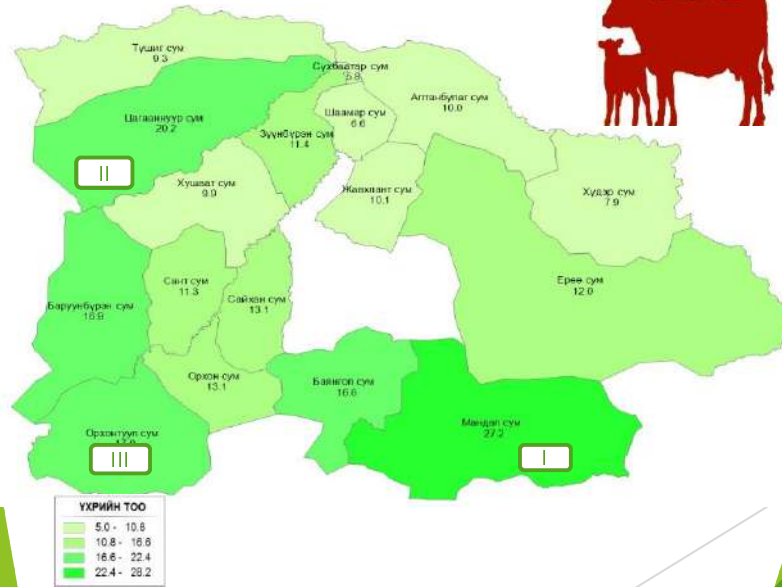 Түшиг сум
9.3
Сүхбаатар сум
5.8
Цагааннуур сум
20.2
Шаамар сум
6.6
Алтанбулаг сум
10.0
Зүүнбүрэн сум
11.4
II
Хушаат сум
9.9
Жавхлант сум
10.1
Хүдэр сум
7.9
Ерөө сум
12.0
Сант сум
11.3
Сайхан сум
13.1
Баруунбүрэн сум
16.9
Орхон сум
13.1
Баянгол сум
16.6
Мандал сум
27.2
I
Орхонтуул сум
III
ҮХРИЙН ТОО
5.0 - 10.8
10.8 - 16.6
16.6 - 22.4
22.4 - 28.2